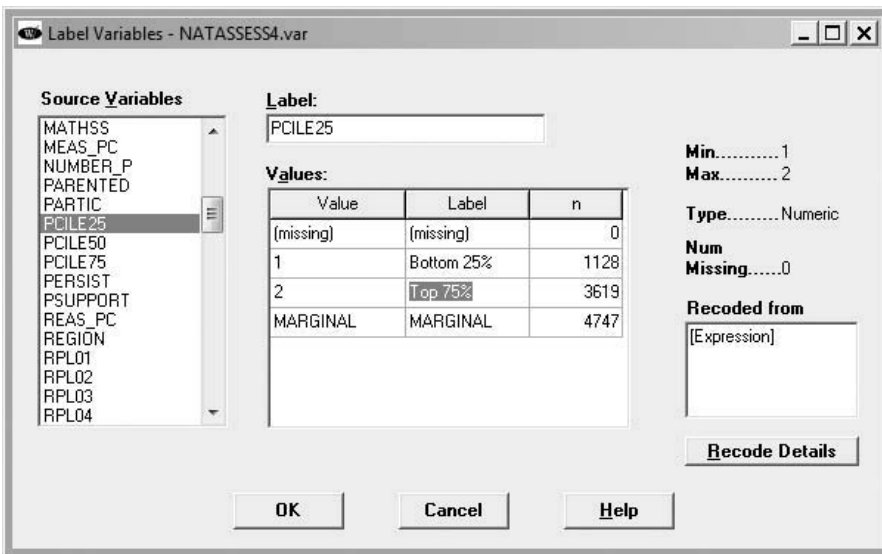 Label Variables - NATASSESS4.var
Source Variables
MATHSS
MEAS_PC
NUMBER_P
PARENTED
PARTIC
PCILE25
PCILE50
PCILE75
PERSIST
PSUPPORT
REAS_PC
REGION
RPL01
RPL02
RPL03
RPL04
Label:
PCILE25
Values:
Value Label n
(missing) (missing) 0
1 Bottom 25% 1128
2 Top 75% 3619
MARGINAL MARGINAL 4747
Min...........1
Max..........2
Type.........Numeric
Num
Missing......0
Recoded from
[Expression]
Recode Details
OK Cancel Help